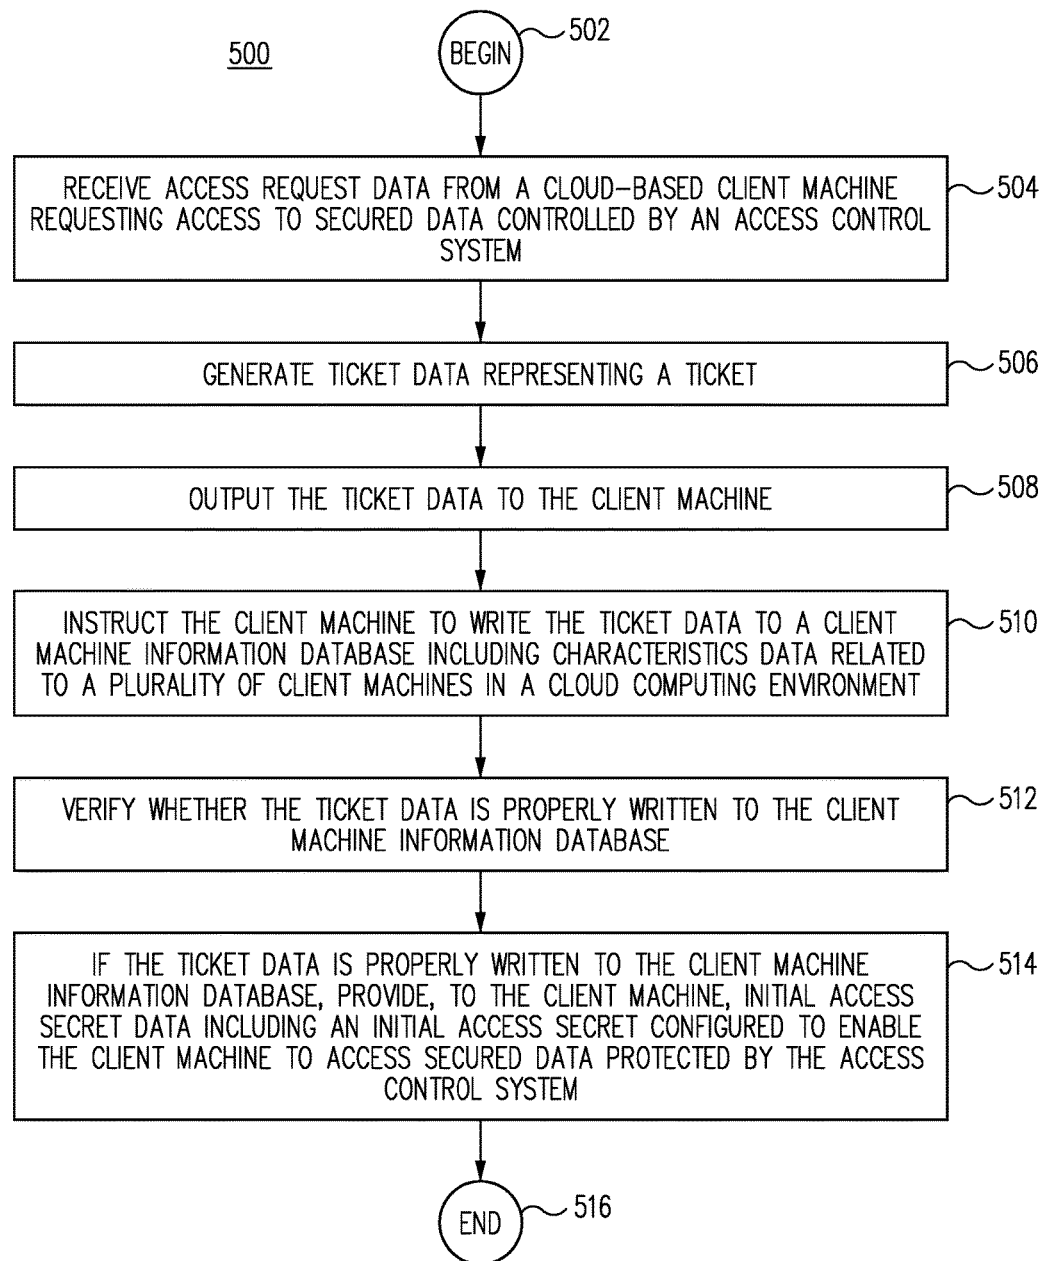 500
BEGIN
502
RECEIVE ACCESS REQUEST DATA FROM A CLOUD-BASED CLIENT MACHINE
REQUESTING ACCESS TO SECURED DATA CONTROLLED BY AN ACCESS CONTROL
SYSTEM
504
GENERATE TICKET DATA REPRESENTING A TICKET
506
OUTPUT THE TICKET DATA TO THE CLIENT MACHINE
508
INSTRUCT THE CLIENT MACHINE TO WRITE THE TICKET DATA TO A CLIENT
MACHINE INFORMATION DATABASE INCLUDING CHARACTERISTICS DATA RELATED
TO A PLURALITY OF CLIENT MACHINES IN A CLOUD COMPUTING ENVIRONMENT
510
VERIFY WHETHER THE TICKET DATA IS PROPERLY WRITTEN TO THE CLIENT
MACHINE INFORMATION DATABASE
512
IF THE TICKET DATA IS PROPERLY WRITTEN TO THE CLIENT MACHINE
INFORMATION DATABASE, PROVIDE, TO THE CLIENT MACHINE, INITIAL ACCESS
SECRET DATA INCLUDING AN INITIAL ACCESS SECRET CONFIGURED TO ENABLE
THE CLIENT MACHINE TO ACCESS SECURED DATA PROTECTED BY THE ACCESS
CONTROL SYSTEM
514
END
516